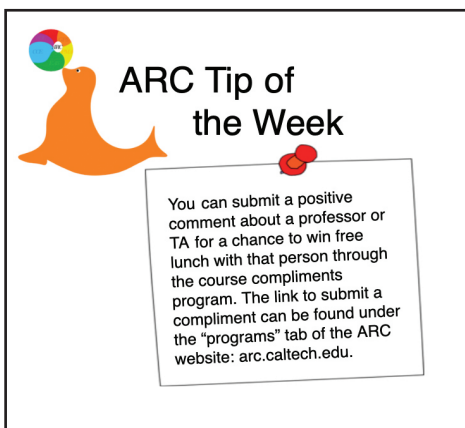 ARC Tip of
the Week
You can submit a positive
comment about a professor or
TA for a chance to win free
lunch with that person through
the course compliments
program. The link to submit a
compliment can be found under
the “programs” tab of the ARC
website: arc.caltech.edu.